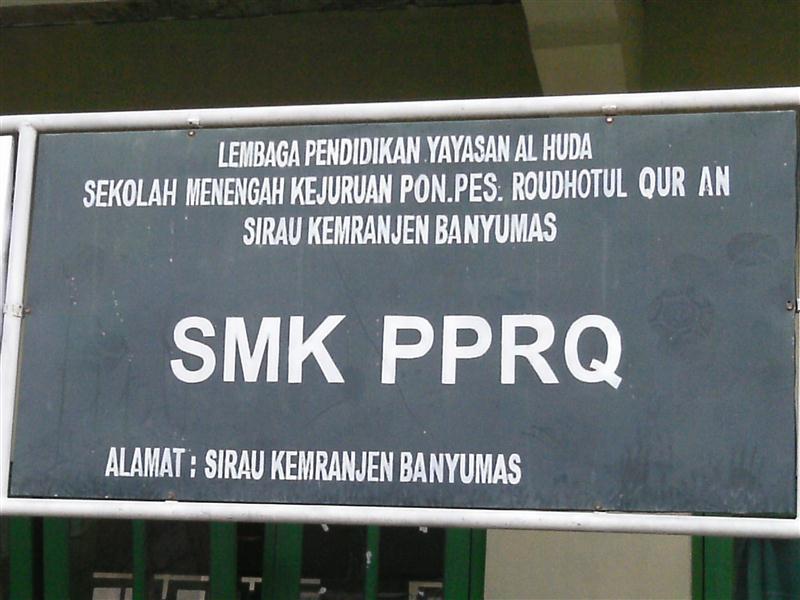 LEMBAGA PENDIDIKAN YAYASAN AL HUDA
SEKOLAH MENENGAH KEJURUAN PON.PES. ROUDHOTUL QUR AN
SIRAU KEMRANJEN BANYUMAS
SMK PPRQ
ALAMAT : SIRAU KEMRANJEN BANYUMAS